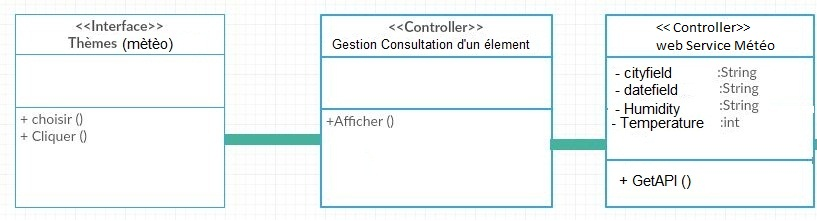 <<Interface>>
Thèmes (mètèo)
+ choisir ()
+ Cliquer ()
<<Controller>>
Gestion Consultation d'un élement
+Afficher ()
<< Controller>>
web Service Météo
- cityfield :String
- datefield :String
- Humidity :String
- Temperature :int
+ GetAPI ()